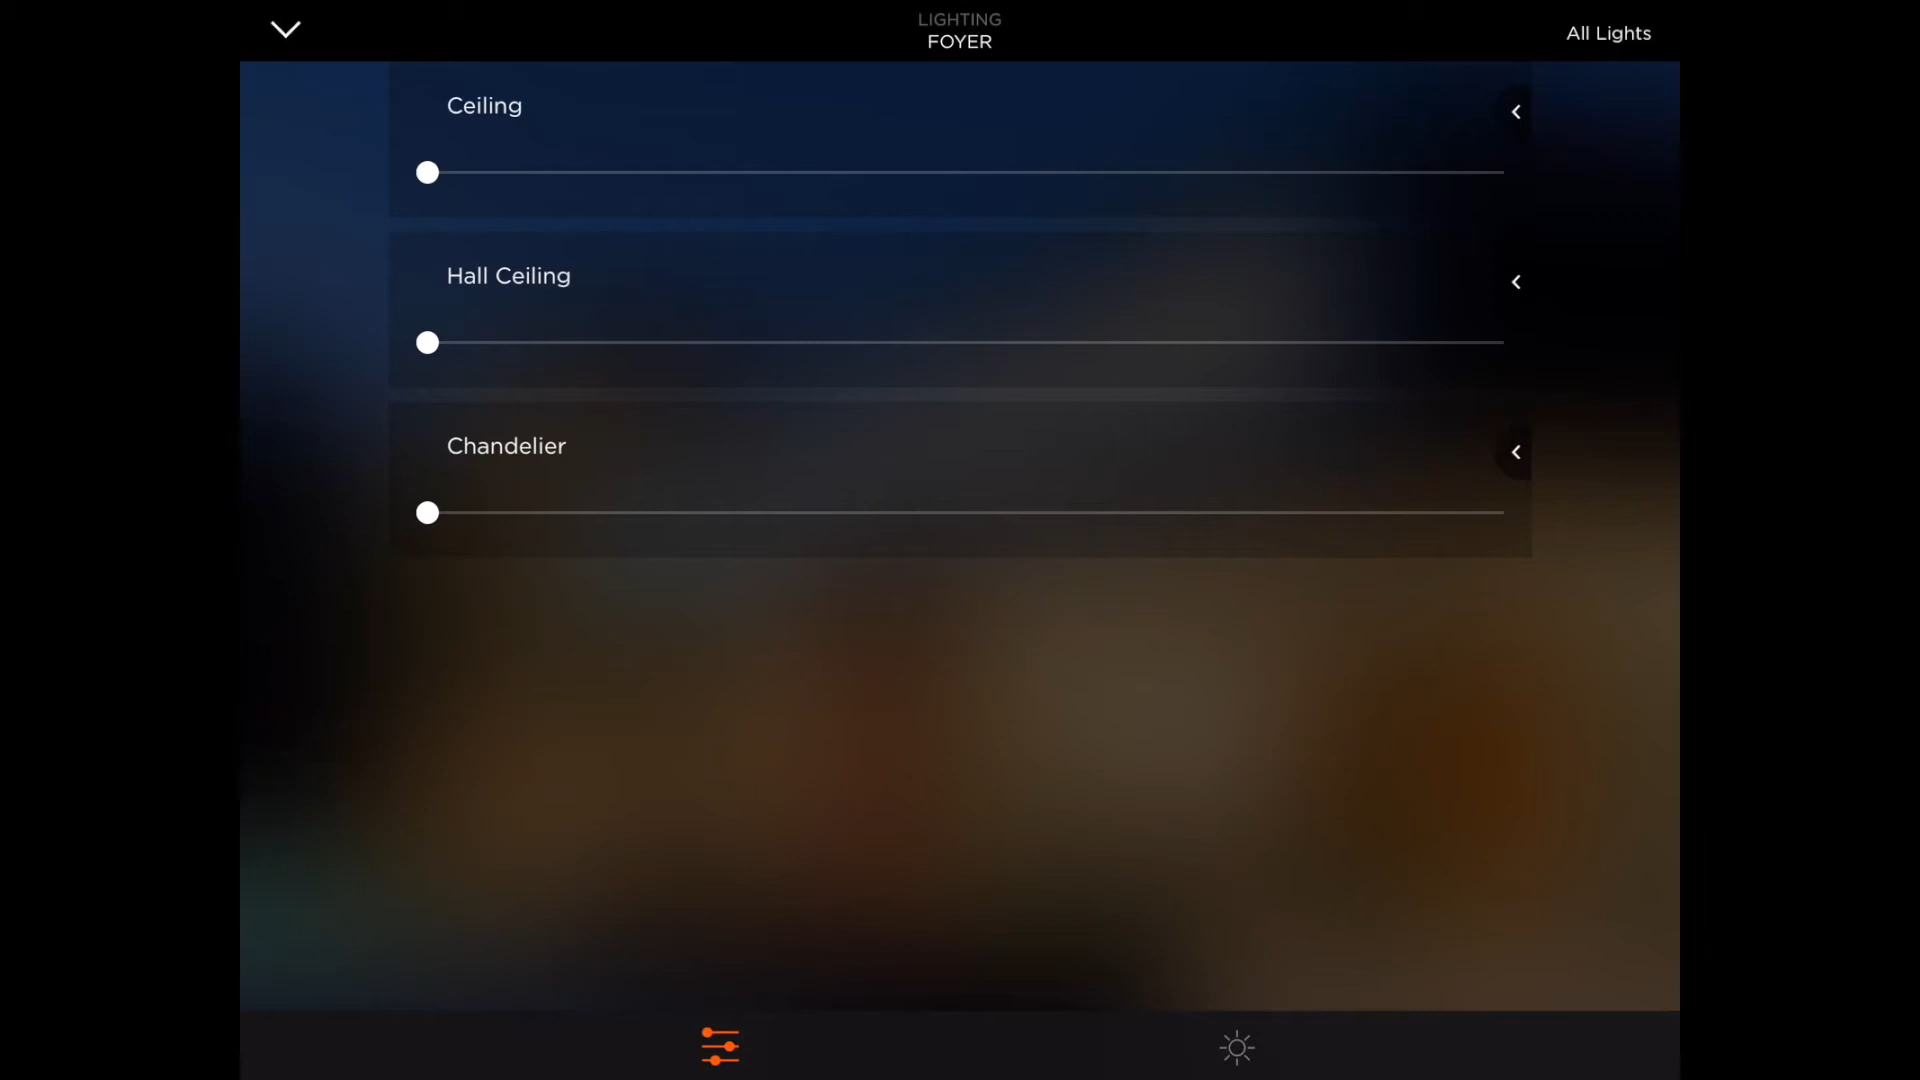 LIGHTING
FOYER
All Lights
Ceiling
Hall Ceiling
Chandelier